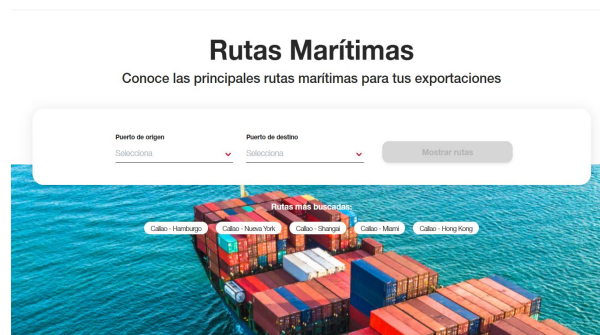 Rutas Marítimas
Conoce las principales rutas marítimas para tus exportaciones
Puerto de origen Puerto de destino
Selecciona Selecciona Mostrar rutas
Rutas más buscadas:
Callao - Hamburgo Callao - Nueva York Callao - Shangai Callao - Miami Callao - Hong Kong